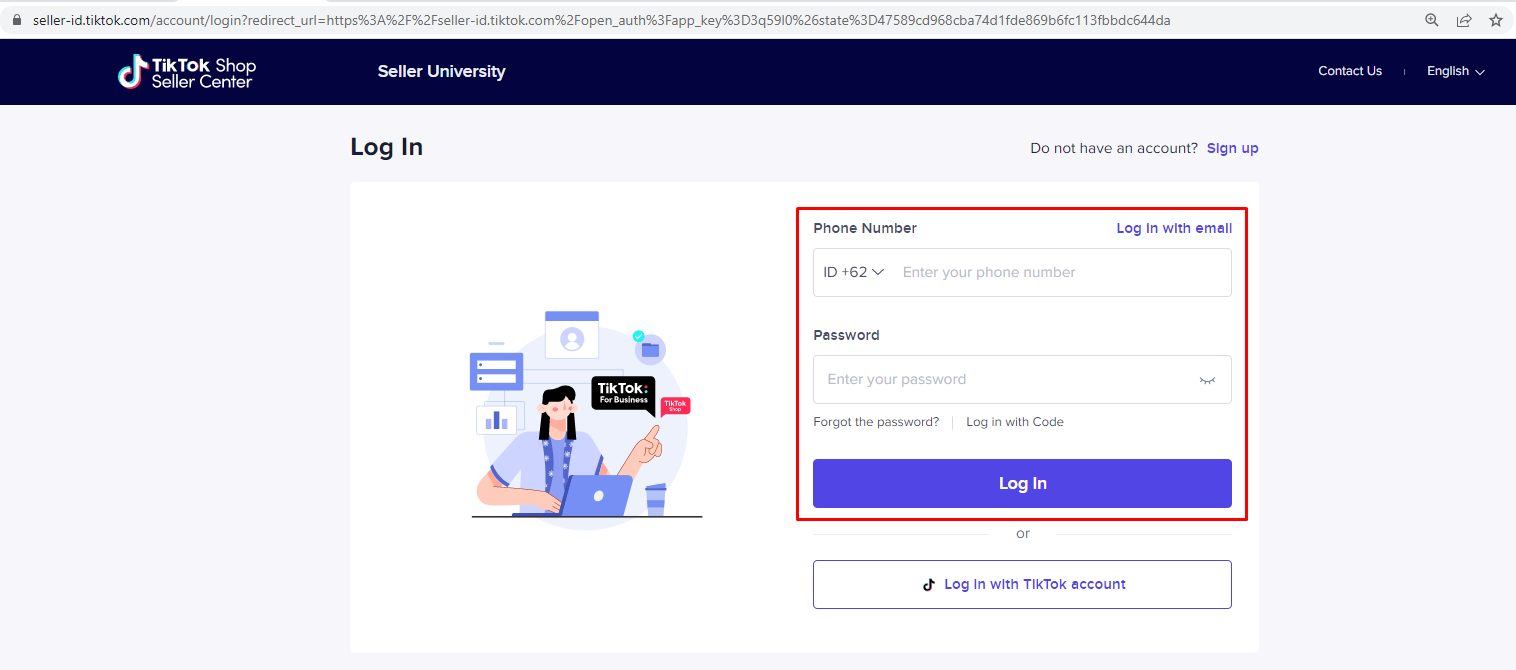 seller-id.tiktok.com/account/login?redirect_url=https%3A%2F%2Fseller-id.tiktok.com%2Fopen_auth%3Fapp_key%3D3q59l0%26state%3D47589cd968cba74d1fde869b6fc113fbbdc644da
TikTok Shop
Seller Center
Seller University
Contact Us
English
Log In
Do not have an account? Sign up
Phone Number
Log in with email
ID +62
Enter your phone number
Password
Enter your password
Forgot the password?
Log in with Code
Log In
or
Log in with TikTok account
TikTok:
For Business
TikTok
Shop